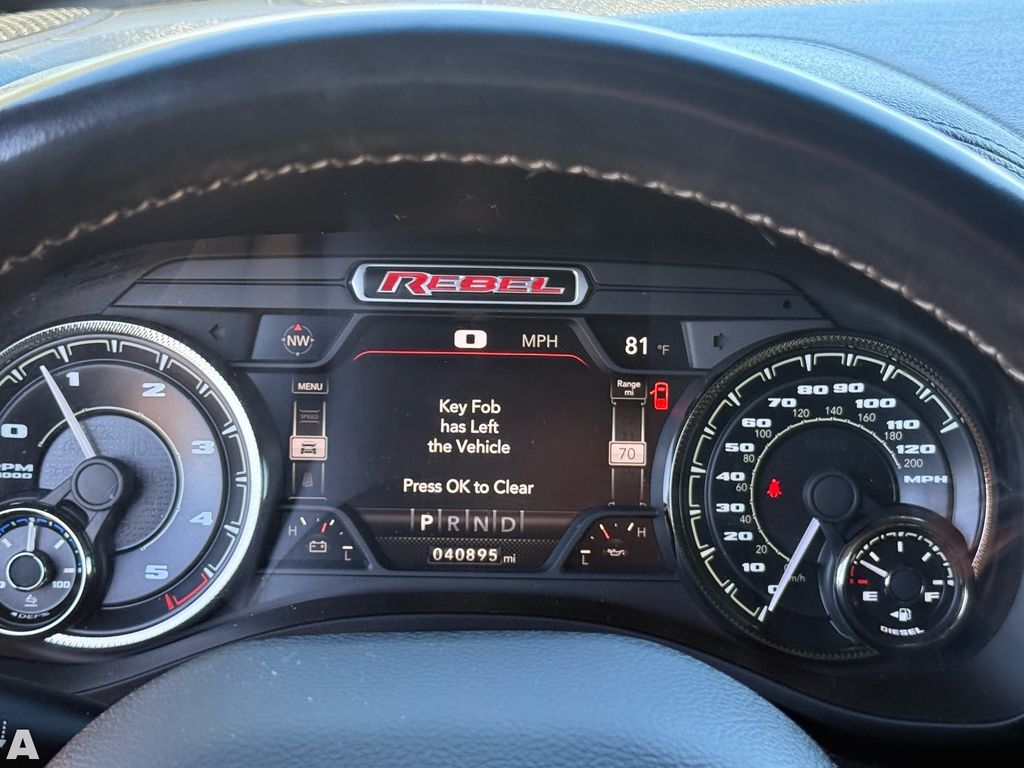 REBEL
NW
0 MPH
81 °F
MENU
SPEED
Range
mi
70
Key Fob
has Left
the Vehicle
Press OK to Clear
P R N D
040895 mi
H L
L H
0 1 2 3 4 5
RPM
100
DEF
0 10 20 30 40 50 60 70 80 90 100 110 120
MPH
20 40 60 80 100 120 140 160 180 200
km/h
E F
DIESEL
A